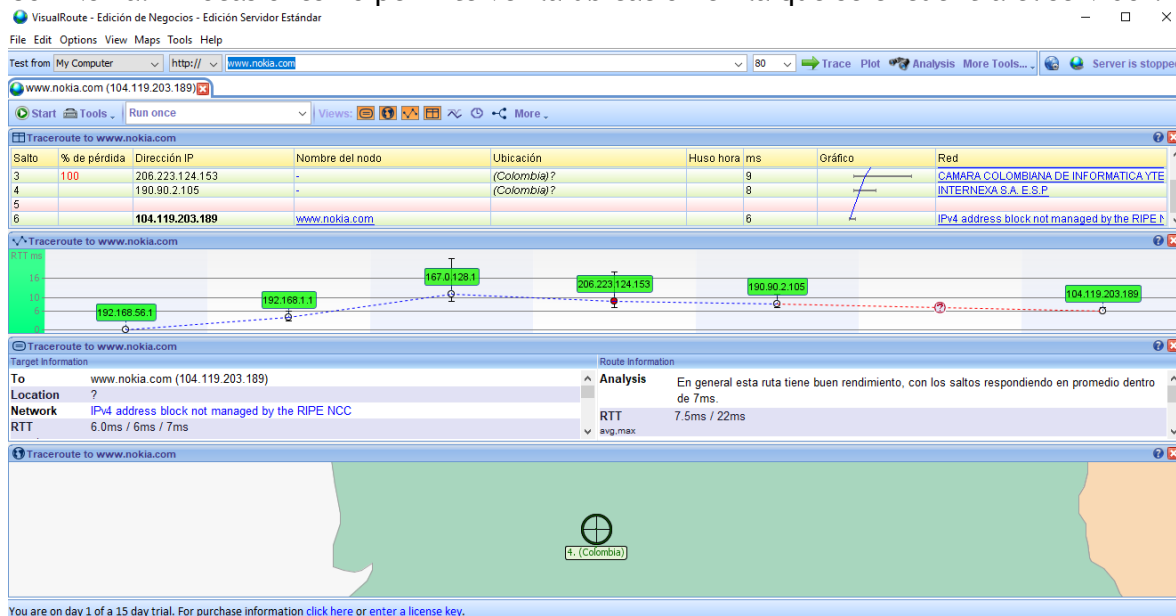 VisualRoute - Edición de Negocios - Edición Servidor Estándar
File Edit Options View Maps Tools Help
Test from My Computer http:// www.nokia.com 80 Trace Plot Analysis More Tools... Server is stopped
www.nokia.com (104.119.203.189)
Start Tools Run once Views: More
Traceroute to www.nokia.com
Salto % de pérdida Dirección IP Nombre del nodo Ubicación Huso hora ms Gráfico Red
3 100 206.223.124.153 - (Colombia)? 9 CAMARA COLOMBIANA DE INFORMATICA YTE
4 190.90.2.105 - (Colombia)? 8 INTERNEXA S.A. E.S.P
5
6 104.119.203.189 www.nokia.com 6 IPv4 address block not managed by the RIPE N
Traceroute to www.nokia.com
RTT ms
16
10
6
0
192.168.56.1
192.168.1.1
167.0.128.1
206.223.124.153
190.90.2.105
?
104.119.203.189
Traceroute to www.nokia.com
Target Information
To www.nokia.com (104.119.203.189)
Location ?
Network IPv4 address block not managed by the RIPE NCC
RTT 6.0ms / 6ms / 7ms
Route Information
Analysis En general esta ruta tiene buen rendimiento, con los saltos respondiendo en promedio dentro
de 7ms.
RTT 7.5ms / 22ms
avg,max
Traceroute to www.nokia.com
4. (Colombia)
You are on day 1 of a 15 day trial. For purchase information click here or enter a license key.